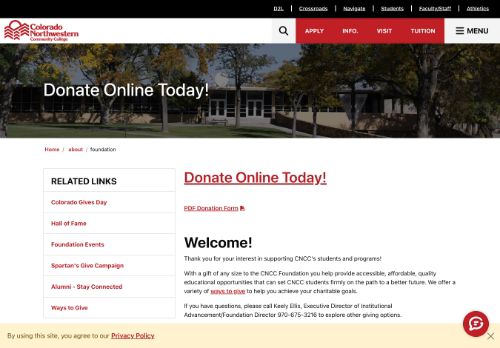 D2L
Crossroads
Navigate
Students
Faculty/Staff
Athletics
Colorado
Northwestern
Community College
APPLY
INFO.
VISIT
TUITION
MENU
Donate Online Today!
Home / about / foundation
RELATED LINKS
Colorado Gives Day
Hall of Fame
Foundation Events
Spartan's Give Campaign
Alumni - Stay Connected
Ways to Give
Donate Online Today!
PDF Donation Form
Welcome!
Thank you for your interest in supporting CNCC's students and programs!
With a gift of any size to the CNCC Foundation you help provide accessible, affordable, quality
educational opportunities that can set CNCC students firmly on the path to a better future. We offer a
variety of ways to give to help you achieve your charitable goals.
If you have questions, please call Keely Ellis, Executive Director of Institutional
Advancement/Foundation Director 970-675-3216 to explore other giving options.
By using this site, you agree to our Privacy Policy